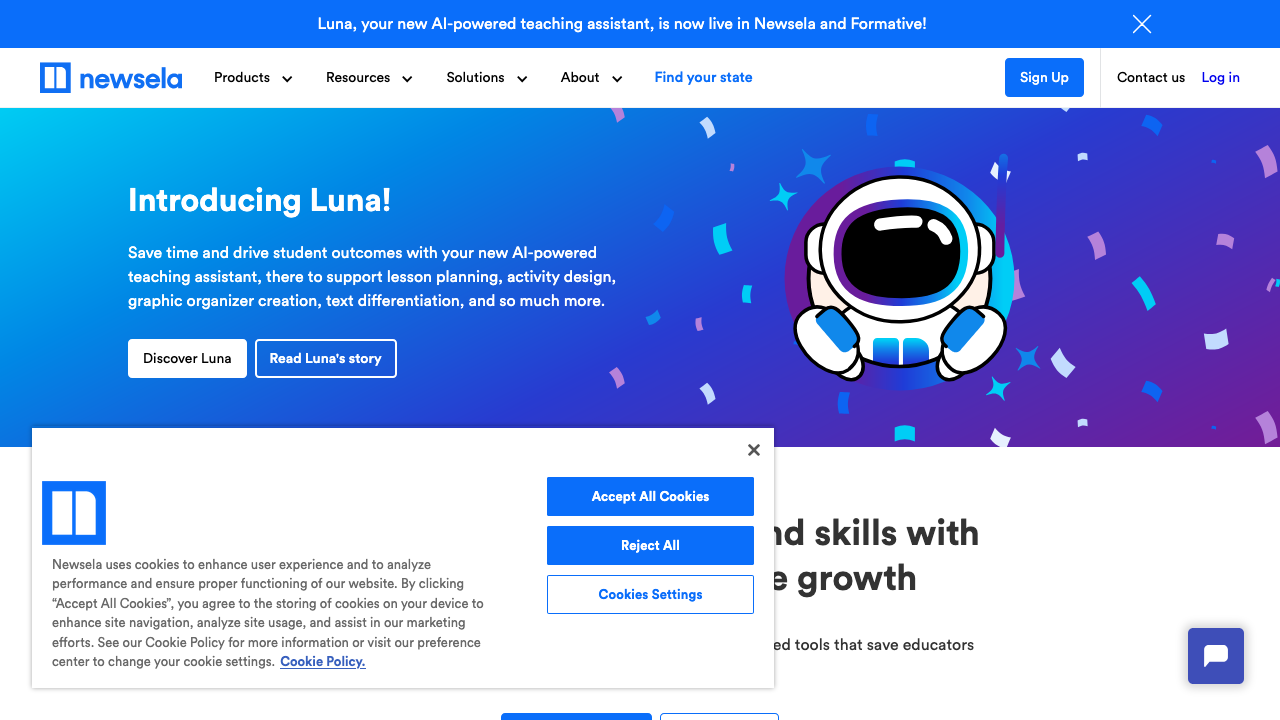 Luna, your new AI-powered teaching assistant, is now live in Newsela and Formative!
newsela
Products
Resources
Solutions
About
Find your state
Sign Up
Contact us
Log in
Introducing Luna!
Save time and drive student outcomes with your new AI-powered
teaching assistant, there to support lesson planning, activity design,
graphic organizer creation, text differentiation, and so much more.
Discover Luna
Read Luna's story
Newsela uses cookies to enhance user experience and to analyze
performance and ensure proper functioning of our website. By clicking
“Accept All Cookies”, you agree to the storing of cookies on your device to
enhance site navigation, analyze site usage, and assist in our marketing
efforts. See our Cookie Policy for more information or visit our preference
center to change your cookie settings. Cookie Policy.
Accept All Cookies
Reject All
Cookies Settings
skills with
growth
tools that save educators